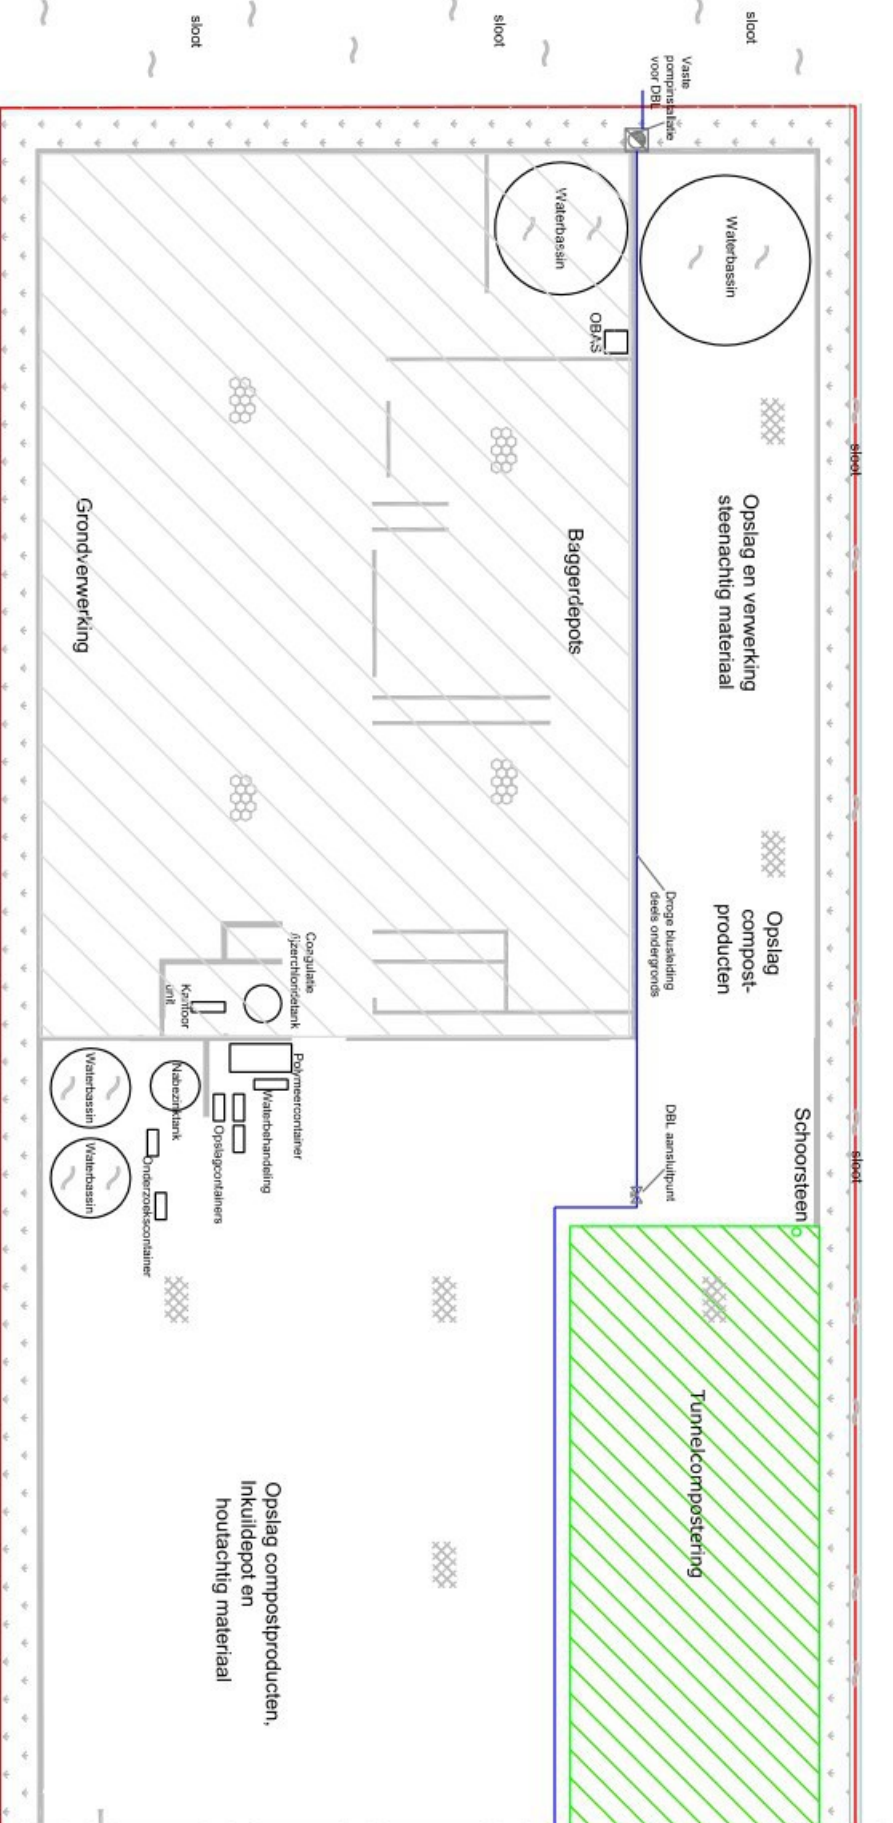 sloot
sloot
sloot
Vaste
pompinstallatie
voor DBL
Waterbassin
Waterbassin
OBAS
sloot
Opslag en verwerking
steenachtig materiaal
Baggerdepots
Grondverwerking
Droge blusleiding
deels ondergronds
Opslag
compost-
producten
Coagulatie
/ijzerchloridetank
Kantoor
unit
Polymeercontainer
Waterbehandeling
Opslagcontainers
Nabezinktank
Onderzoekscontainer
Waterbassin
Waterbassin
DBL aansluitpunt
Schoorsteen
sloot
Tunnelcompostering
Opslag compostproducten,
Inkuildepot en
houtachtig materiaal